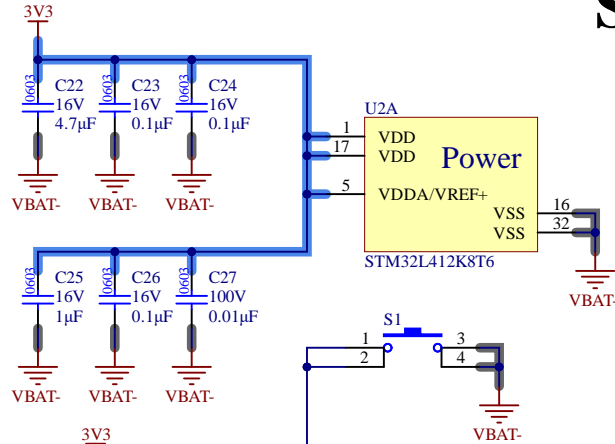 3V3
S
0603 C22 0603 C23 0603 C24
16V 16V 16V
4.7µF 0.1µF 0.1µF
VBAT- VBAT- VBAT-
U2A
1 VDD
17 VDD
Power
5 VDDA/VREF+
VSS 16
VSS 32
STM32L412K8T6
VBAT-
0603 C25 0603 C26 0603 C27
16V 16V 100V
1µF 0.1µF 0.01µF
VBAT- VBAT- VBAT-
S1
1 3
2 4
VBAT-
3V3